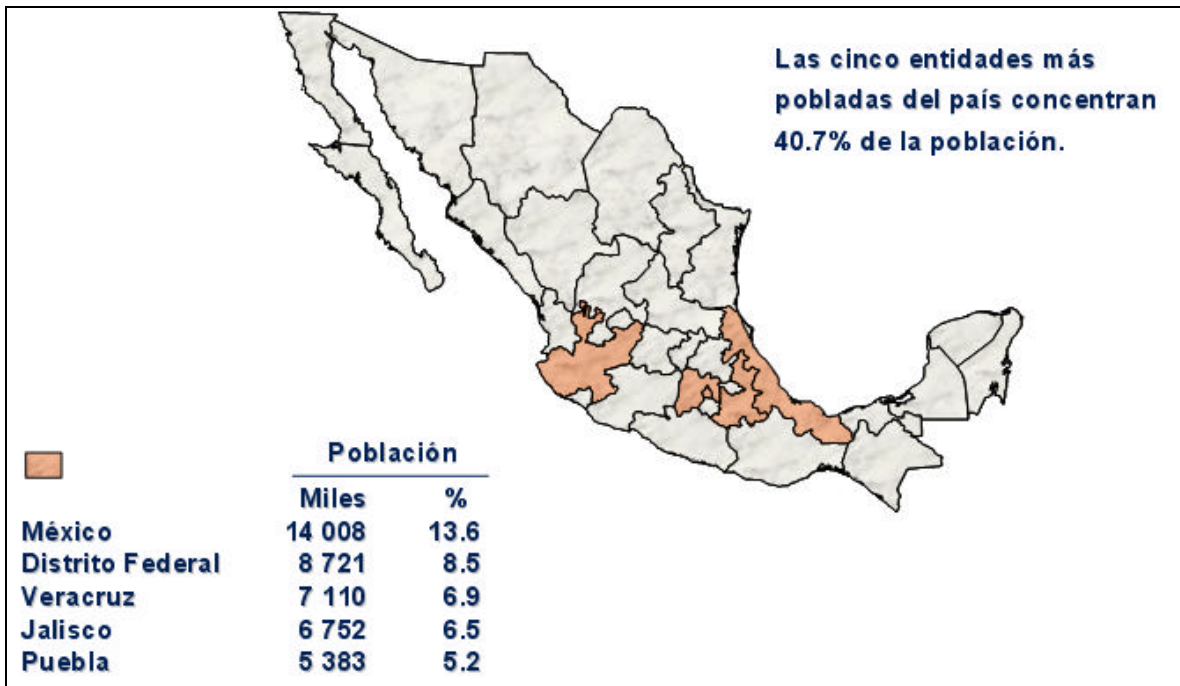 Las cinco entidades más
pobladas del país concentran
40.7% de la población.
Población
Miles %
México 14 008 13.6
Distrito Federal 8 721 8.5
Veracruz 7 110 6.9
Jalisco 6 752 6.5
Puebla 5 383 5.2